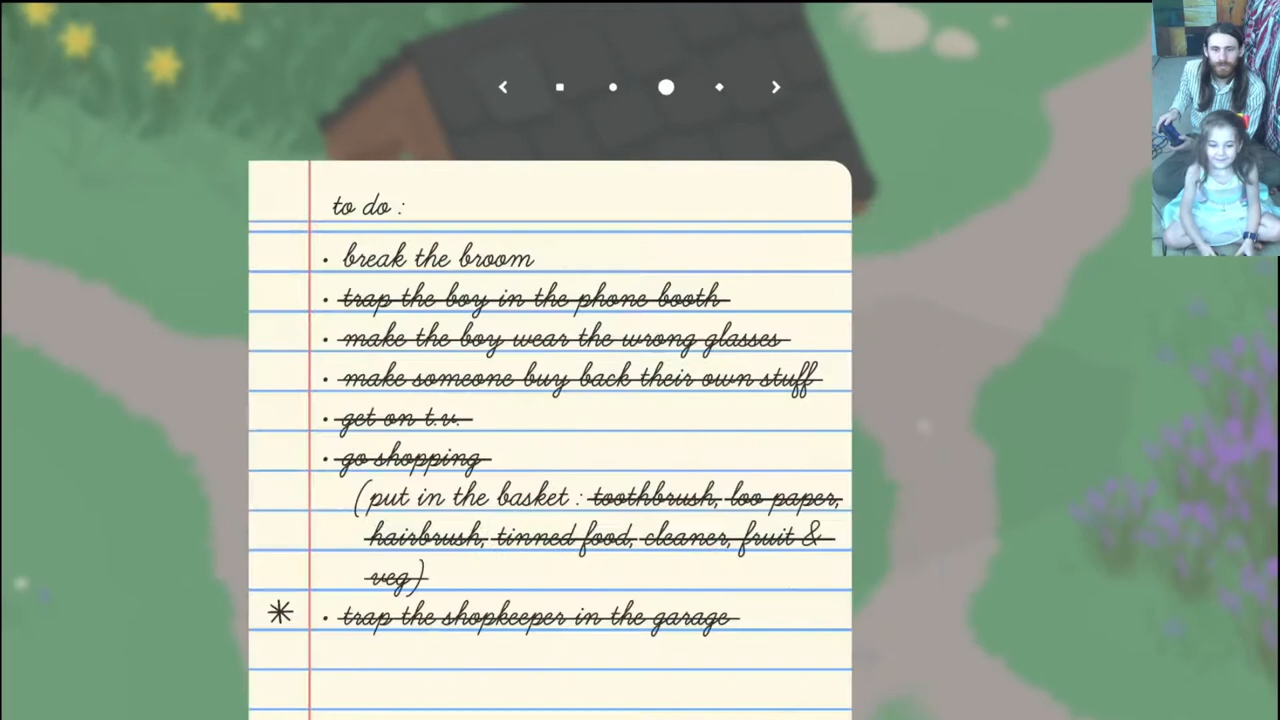 to do :
• break the broom
• trap the boy in the phone booth
• make the boy wear the wrong glasses
• make someone buy back their own stuff
• get on t.v.
• go shopping
(put in the basket : toothbrush, loo paper,
hairbrush, tinned food, cleaner, fruit &
veg)
• trap the shopkeeper in the garage